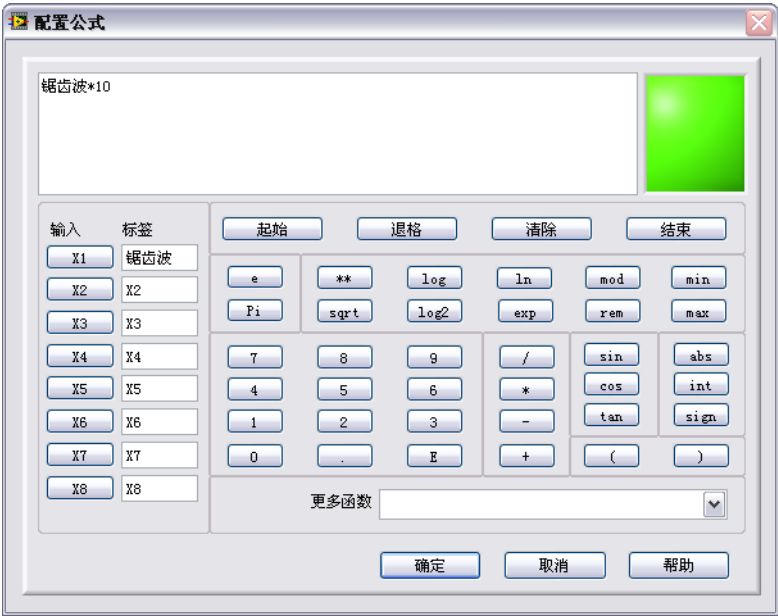 配置公式
锯齿波*10
输入 标签 起始 退格 清除 结束
X1 锯齿波
e ** log ln mod min
X2 X2
Pi sqrt log2 exp rem max
X3 X3
X4 X4 7 8 9 / sin abs
X5 X5 4 5 6 * cos int
X6 X6 1 2 3 - tan sign
X7 X7 0 . E + ( )
X8 X8
更多函数
确定 取消 帮助